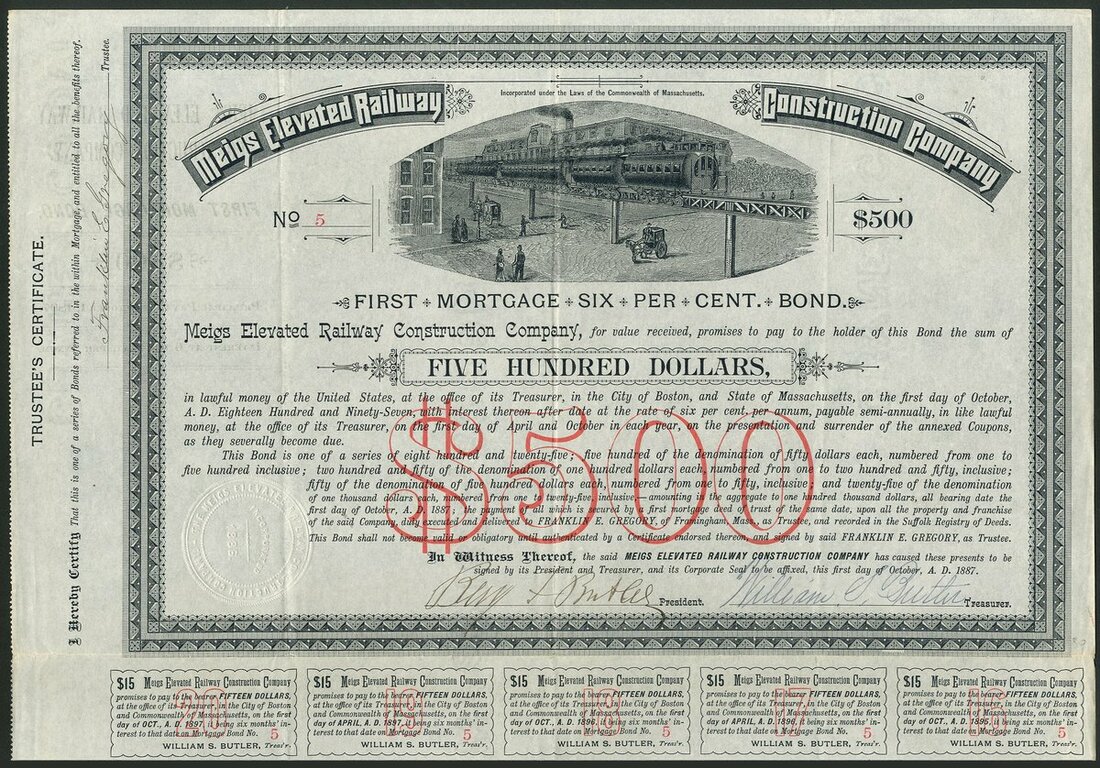 TRUSTEE'S CERTIFICATE.
I Hereby Certify That this is one of a series of Bonds referred to in the within Mortgage, and entitled to all the benefits thereof.
Franklin E. Gregory Trustee.
Incorporated under the Laws of the Commonwealth of Massachusetts.
Meigs Elevated Railway Construction Company
No 5 $500
FIRST MORTGAGE SIX PER CENT. BOND.
Meigs Elevated Railway Construction Company, for value received, promises to pay to the holder of this Bond the sum of
FIVE HUNDRED DOLLARS,
in lawful money of the United States, at the office of its Treasurer, in the City of Boston, and State of Massachusetts, on the first day of October,
A. D. Eighteen Hundred and Ninety-Seven, with interest thereon after date at the rate of six per cent. per annum, payable semi-annually, in like lawful
money, at the office of its Treasurer, on the first day of April and October in each year, on the presentation and surrender of the annexed Coupons,
as they severally become due.
This Bond is one of a series of eight hundred and twenty-five; five hundred of the denomination of fifty dollars each, numbered from one to
five hundred inclusive; two hundred and fifty of the denomination of one hundred dollars each, numbered from one to two hundred and fifty, inclusive;
fifty of the denomination of five hundred dollars each, numbered from one to fifty, inclusive; and twenty-five of the denomination
of one thousand dollars each, numbered from one to twenty-five, inclusive,—amounting in the aggregate to one hundred thousand dollars, all bearing date the
first day of October, A. D. 1887, payment of all which is secured by a first mortgage deed of trust of the same date, upon all the property and franchise
of the said Company, duly executed and delivered to FRANKLIN E. GREGORY, of Framingham, Mass., as Trustee, and recorded in the Suffolk Registry of Deeds.
This Bond shall not be valid or obligatory until authenticated by a Certificate endorsed thereon, and signed by said FRANKLIN E. GREGORY, as Trustee.
$500
In Witness Thereof, the said MEIGS ELEVATED RAILWAY CONSTRUCTION COMPANY has caused these presents to be
signed by its President and Treasurer, and its Corporate Seal to be affixed, this first day of October, A. D. 1887.
Benj F Butler President. William S. Butler Treasurer.
$15 Meigs Elevated Railway Construction Company
promises to pay to the bearer FIFTEEN DOLLARS,
at the office of its Treasurer, in the City of Boston
and Commonwealth of Massachusetts, on the first
day of OCT., A. D. 1897, being six months' in-
terest to that date on Mortgage Bond No. 5
WILLIAM S. BUTLER, Treas'r.
20
$15 Meigs Elevated Railway Construction Company
promises to pay to the bearer FIFTEEN DOLLARS,
at the office of its Treasurer, in the City of Boston
and Commonwealth of Massachusetts, on the first
day of APRIL, A. D. 1897, being six months' in-
terest to that date on Mortgage Bond No. 5
WILLIAM S. BUTLER, Treas'r.
19
$15 Meigs Elevated Railway Construction Company
promises to pay to the bearer FIFTEEN DOLLARS,
at the office of its Treasurer, in the City of Boston
and Commonwealth of Massachusetts, on the first
day of OCT., A. D. 1896, being six months' in-
terest to that date on Mortgage Bond No. 5
WILLIAM S. BUTLER, Treas'r.
18
$15 Meigs Elevated Railway Construction Company
promises to pay to the bearer FIFTEEN DOLLARS,
at the office of its Treasurer, in the City of Boston
and Commonwealth of Massachusetts, on the first
day of APRIL, A. D. 1896, being six months' in-
terest to that date on Mortgage Bond No. 5
WILLIAM S. BUTLER, Treas'r.
17
$15 Meigs Elevated Railway Construction Company
promises to pay to the bearer FIFTEEN DOLLARS,
at the office of its Treasurer, in the City of Boston
and Commonwealth of Massachusetts, on the first
day of OCT., A. D. 1895, being six months' in-
terest to that date on Mortgage Bond No. 5
WILLIAM S. BUTLER, Treas'r.
16